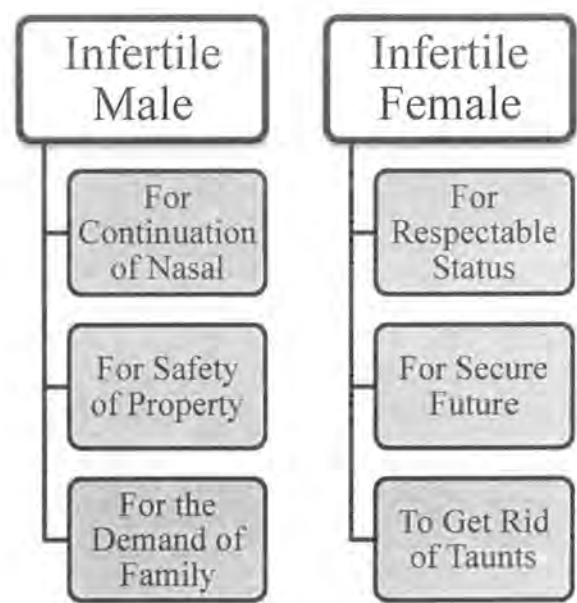 Infertile
Male
For
Continuation
of Nasal
For Safety
of Property
For the
Demand of
Family
Infertile
Female
For
Respectable
Status
For Secure
Future
To Get Rid
of Taunts